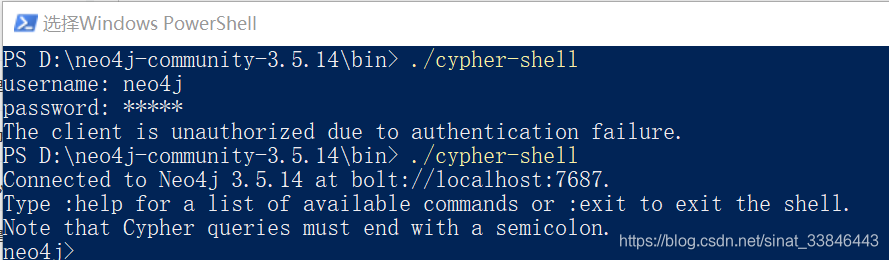 选择Windows PowerShell
PS D:\neo4j-community-3.5.14\bin> ./cypher-shell
username: neo4j
password: *****
The client is unauthorized due to authentication failure.
PS D:\neo4j-community-3.5.14\bin> ./cypher-shell
Connected to Neo4j 3.5.14 at bolt://localhost:7687.
Type :help for a list of available commands or :exit to exit the shell.
Note that Cypher queries must end with a semicolon.
neo4j>
https://blog.csdn.net/sinat_33846443